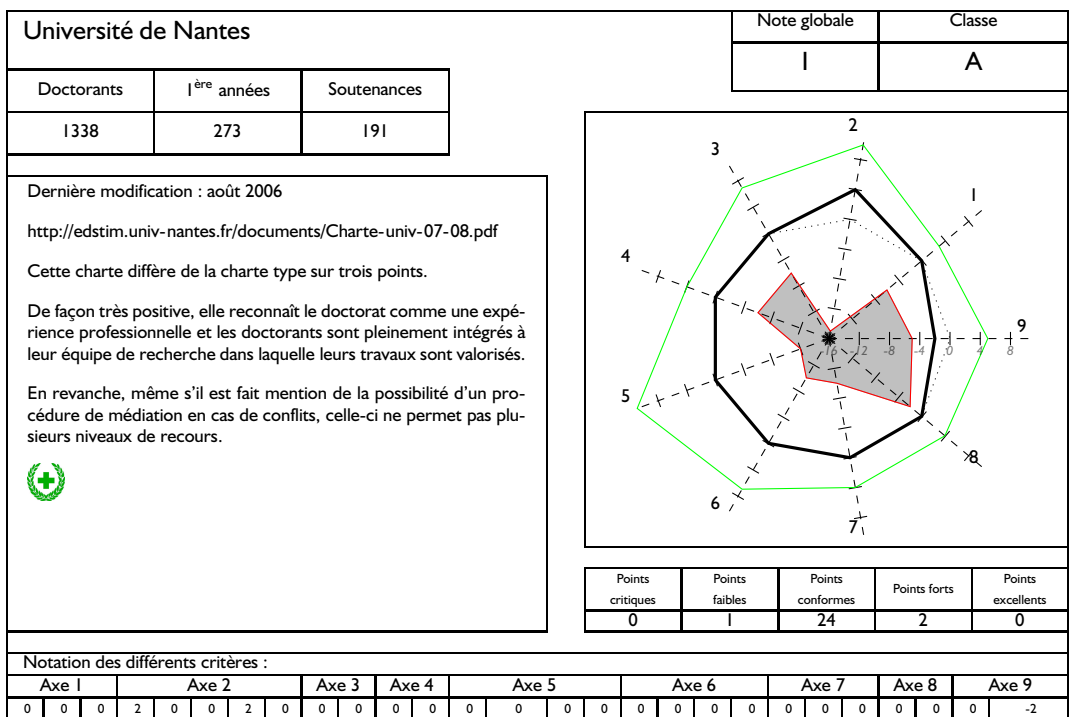 Université de Nantes
Note globale Classe
1 A
Doctorants 1ère années Soutenances
1338 273 191
Dernière modification : août 2006
http://edstim.univ-nantes.fr/documents/Charte-univ-07-08.pdf
Cette charte diffère de la charte type sur trois points.
De façon très positive, elle reconnaît le doctorat comme une expé-
rience professionnelle et les doctorants sont pleinement intégrés à
leur équipe de recherche dans laquelle leurs travaux sont valorisés.
En revanche, même s'il est fait mention de la possibilité d'un pro-
cédure de médiation en cas de conflits, celle-ci ne permet pas plu-
sieurs niveaux de recours.
2
3
1
4
9
-16 -12 -8 -4 0 4 8
5
8
6
7
Points critiques Points faibles Points conformes Points forts Points excellents
0 1 24 2 0
Notation des différents critères :
Axe 1 Axe 2 Axe 3 Axe 4 Axe 5 Axe 6 Axe 7 Axe 8 Axe 9
0 0 0 2 0 0 2 0 0 0 0 0 0 0 0 0 0 0 0 0 0 0 0 0 0 0 -2